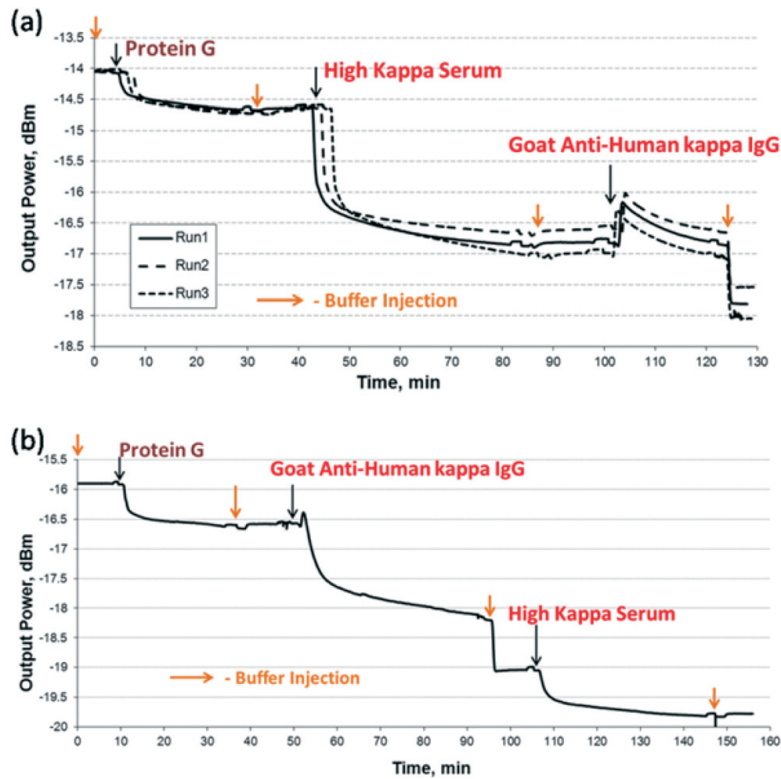 (a)
Protein G
High Kappa Serum
Goat Anti-Human kappa IgG
-13.5
-14
-14.5
-15
-15.5
-16
-16.5
-17
-17.5
-18
-18.5
Output Power, dBm
Run1
Run2
Run3
- Buffer Injection
0 10 20 30 40 50 60 70 80 90 100 110 120 130
Time, min
(b)
Protein G
Goat Anti-Human kappa IgG
High Kappa Serum
-15.5
-16
-16.5
-17
-17.5
-18
-18.5
-19
-19.5
-20
Output Power, dBm
- Buffer Injection
0 10 20 30 40 50 60 70 80 90 100 110 120 130 140 150 160
Time, min